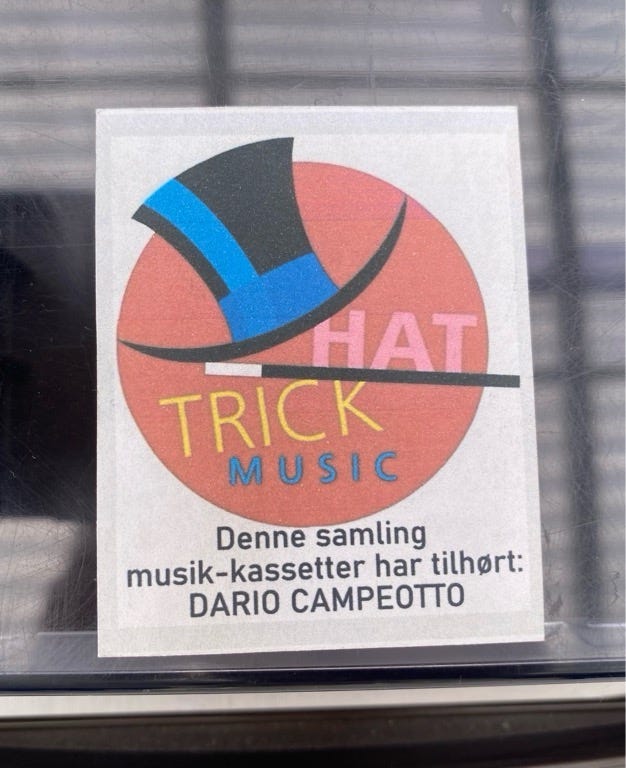 HAT
TRICK
MUSIC
Denne samling
musik-kassetter har tilhørt:
DARIO CAMPEOTTO